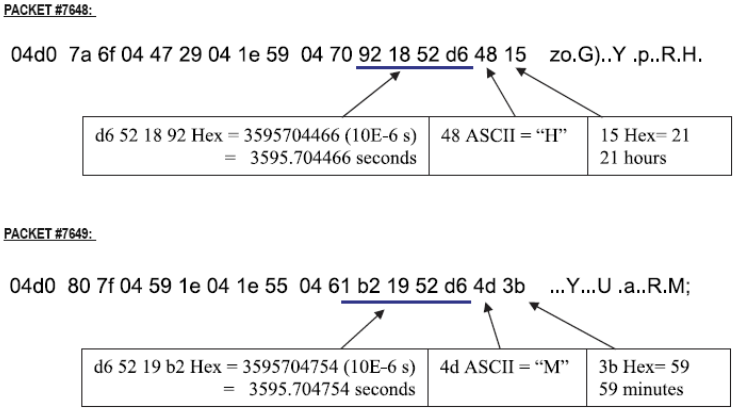 PACKET #7648:
04d0 7a 6f 04 47 29 04 1e 59 04 70 92 18 52 d6 48 15 zo.G)..Y .p..R.H.
d6 52 18 92 Hex = 3595704466 (10E-6 s)
= 3595.704466 seconds
48 ASCII = “H”
15 Hex= 21
21 hours
PACKET #7649:
04d0 80 7f 04 59 1e 04 1e 55 04 61 b2 19 52 d6 4d 3b ...Y...U .a..R.M;
d6 52 19 b2 Hex = 3595704754 (10E-6 s)
= 3595.704754 seconds
4d ASCII = “M”
3b Hex= 59
59 minutes